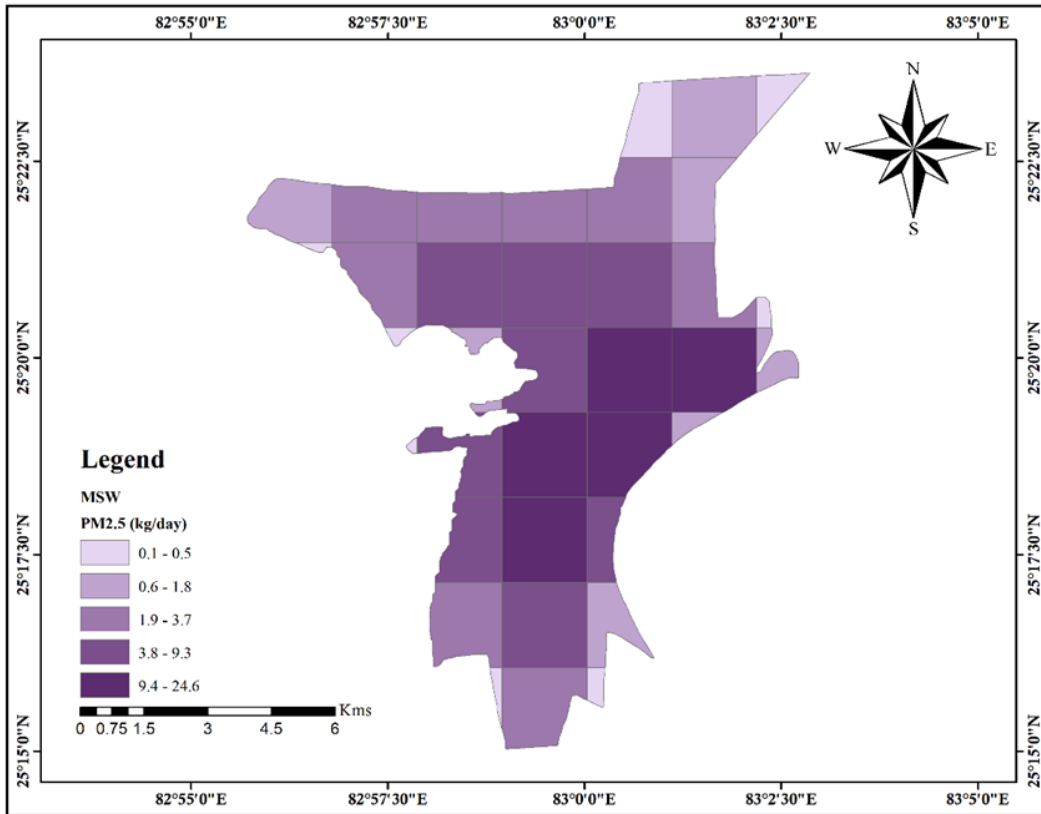 82°55'0"E 82°57'30"E 83°0'0"E 83°2'30"E 83°5'0"E
N
W E
S
25°22'30"N 25°22'30"N
25°20'0"N 25°20'0"N
25°17'30"N 25°17'30"N
25°15'0"N 25°15'0"N
Legend
MSW
PM2.5 (kg/day)
0.1 - 0.5
0.6 - 1.8
1.9 - 3.7
3.8 - 9.3
9.4 - 24.6
Kms
0 0.75 1.5 3 4.5 6
82°55'0"E 82°57'30"E 83°0'0"E 83°2'30"E 83°5'0"E